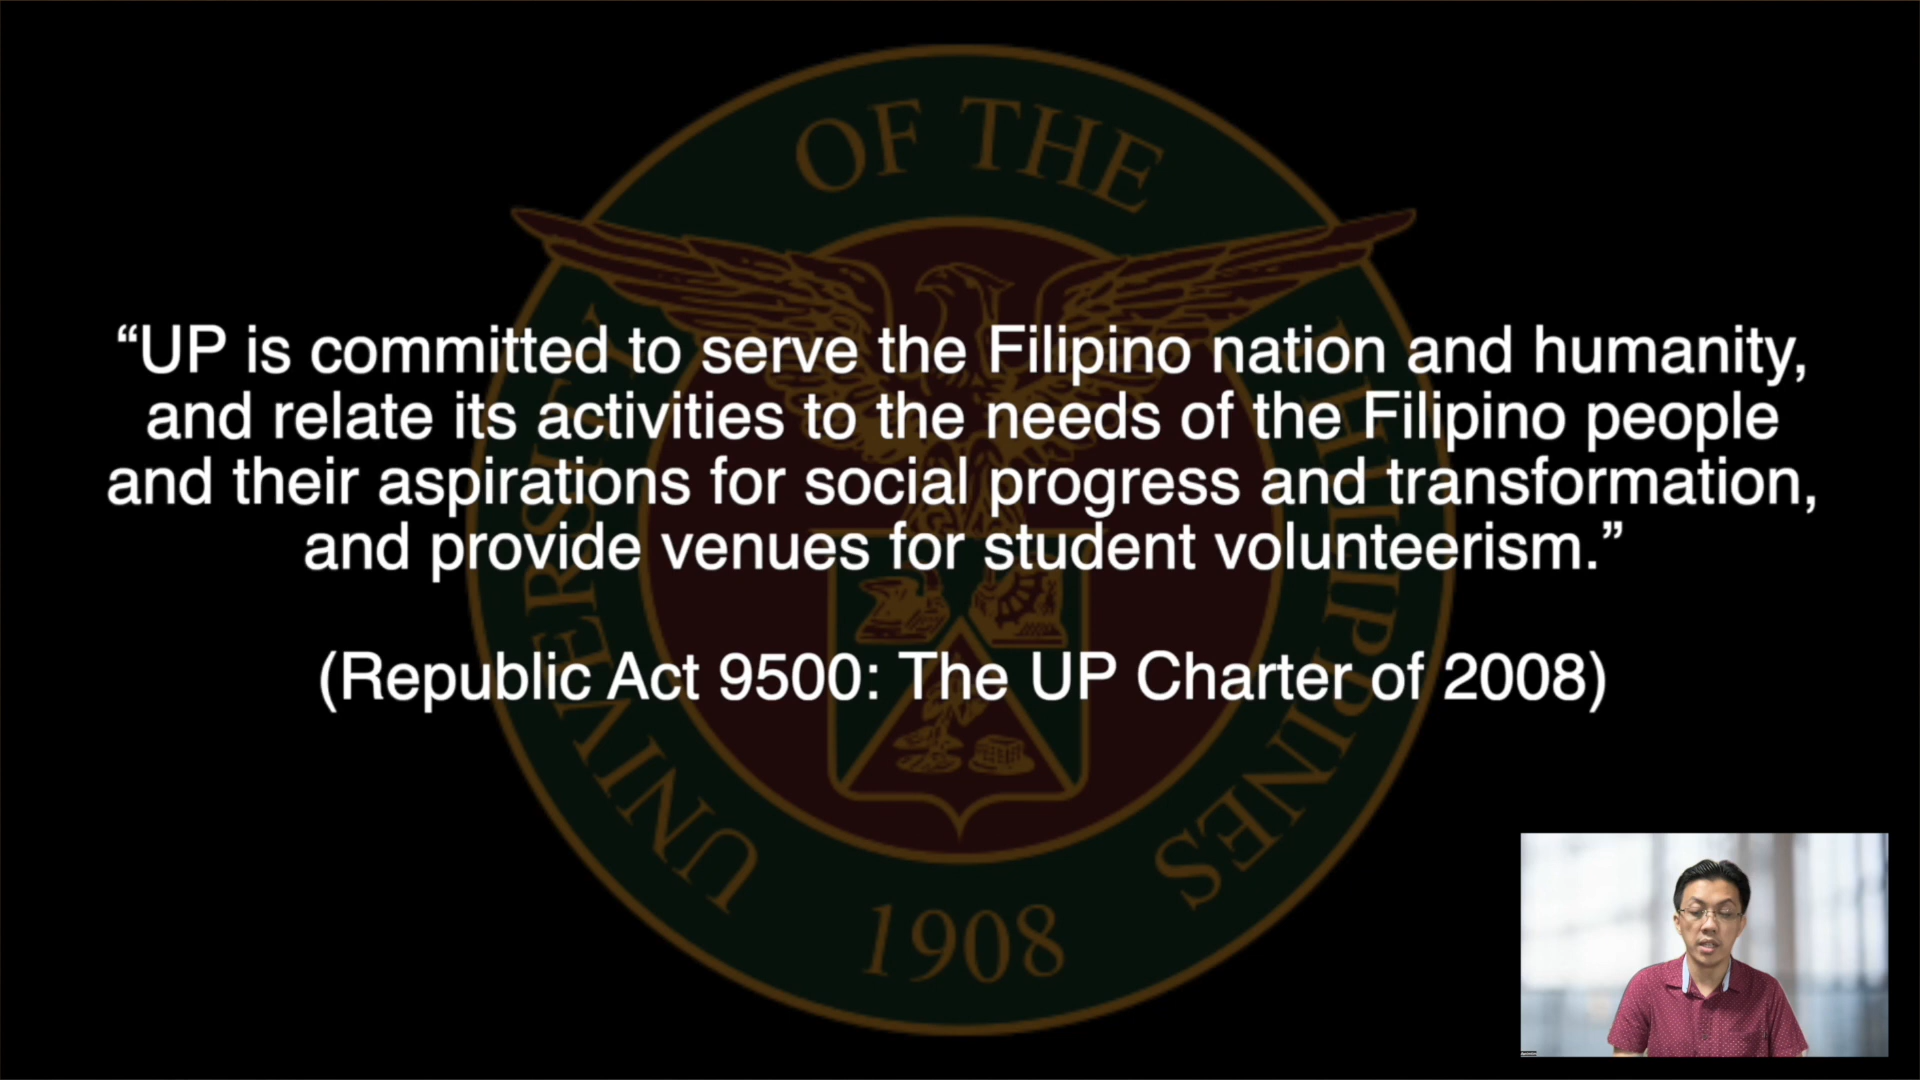 “UP is committed to serve the Filipino nation and humanity,
and relate its activities to the needs of the Filipino people
and their aspirations for social progress and transformation,
and provide venues for student volunteerism.”
(Republic Act 9500: The UP Charter of 2008)
UNIVERSITY OF THE PHILIPPINES
1908